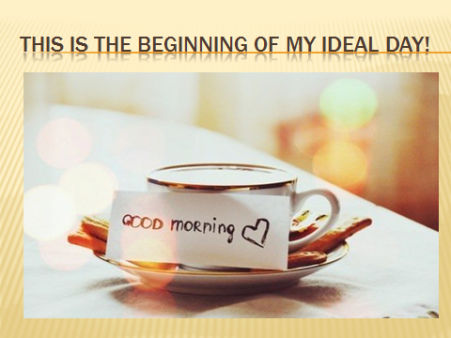 THIS IS THE BEGINNING OF MY IDEAL DAY!
GOOD morning